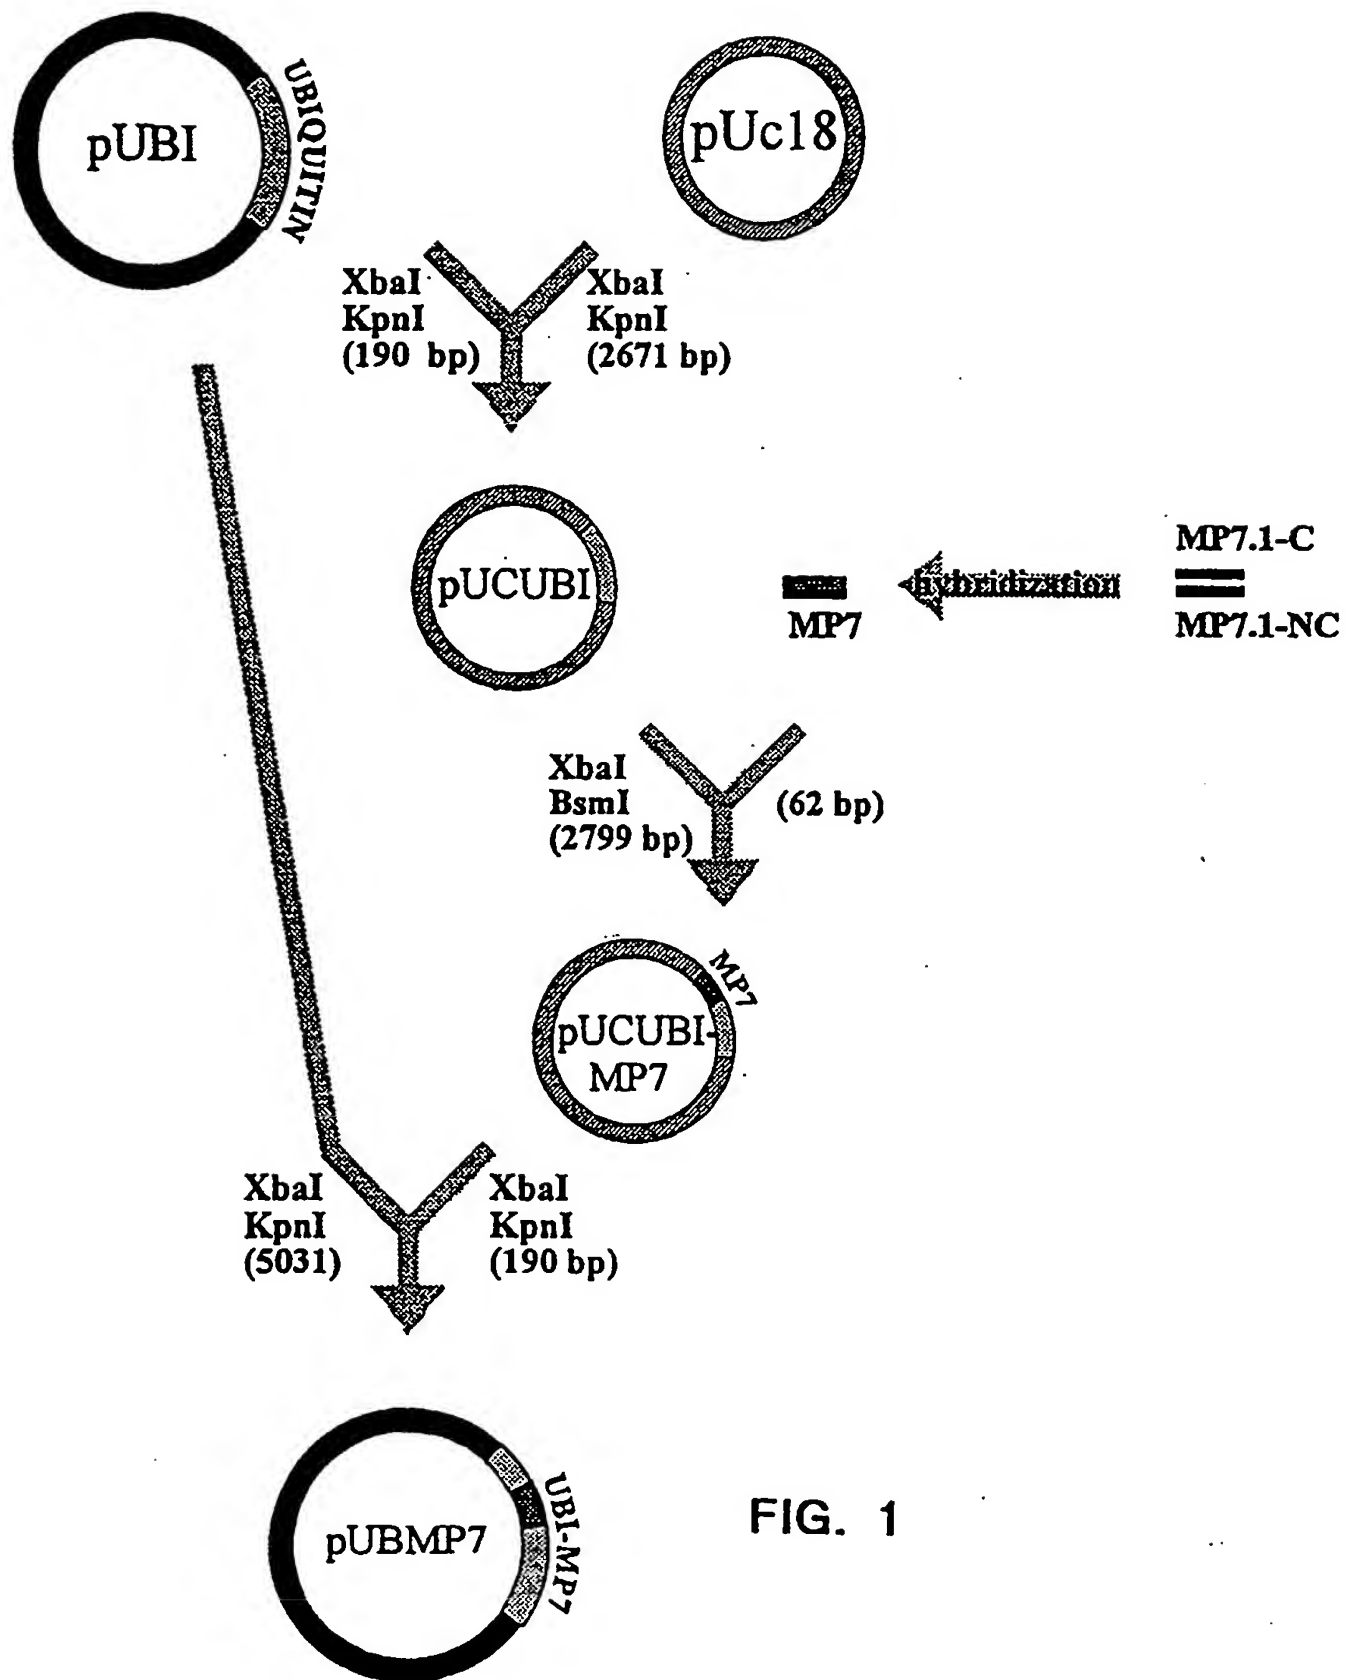 pUBI
UBIQUITIN
pUc18
XbaI
KpnI
(190 bp)
XbaI
KpnI
(2671 bp)
pUCUBI
MP7
hybridization
MP7.1-C
MP7.1-NC
XbaI
BsmI
(2799 bp)
(62 bp)
MP7
pUCUBI-
MP7
XbaI
KpnI
(5031)
XbaI
KpnI
(190 bp)
pUBMP7
UBI-MP7
FIG. 1